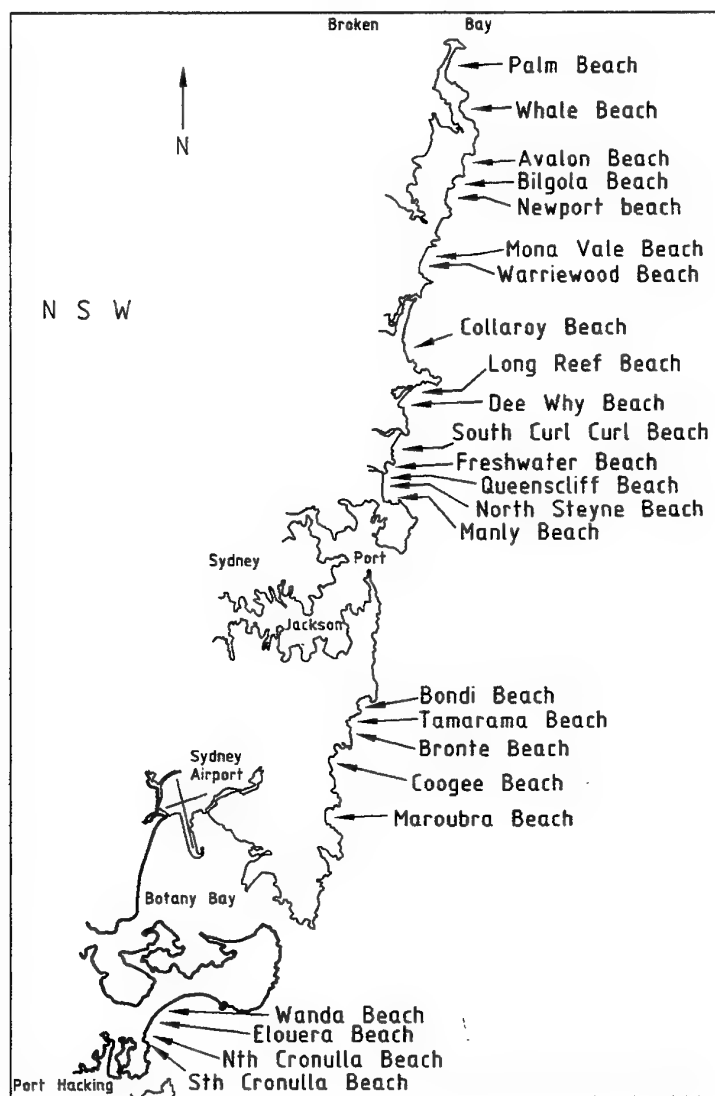 Broken Bay
Palm Beach
Whale Beach
N
Avalon Beach
Bilgola Beach
Newport beach
Mona Vale Beach
Warriewood Beach
N S W
Collaroy Beach
Long Reef Beach
Dee Why Beach
South Curl Curl Beach
Freshwater Beach
Queenscliff Beach
North Steyne Beach
Manly Beach
Sydney
Port
Jackson
Bondi Beach
Tamarama Beach
Bronte Beach
Sydney
Airport
Coogee Beach
Maroubra Beach
Botany Bay
Wanda Beach
Elouera Beach
Nth Cronulla Beach
Sth Cronulla Beach
Port Hacking